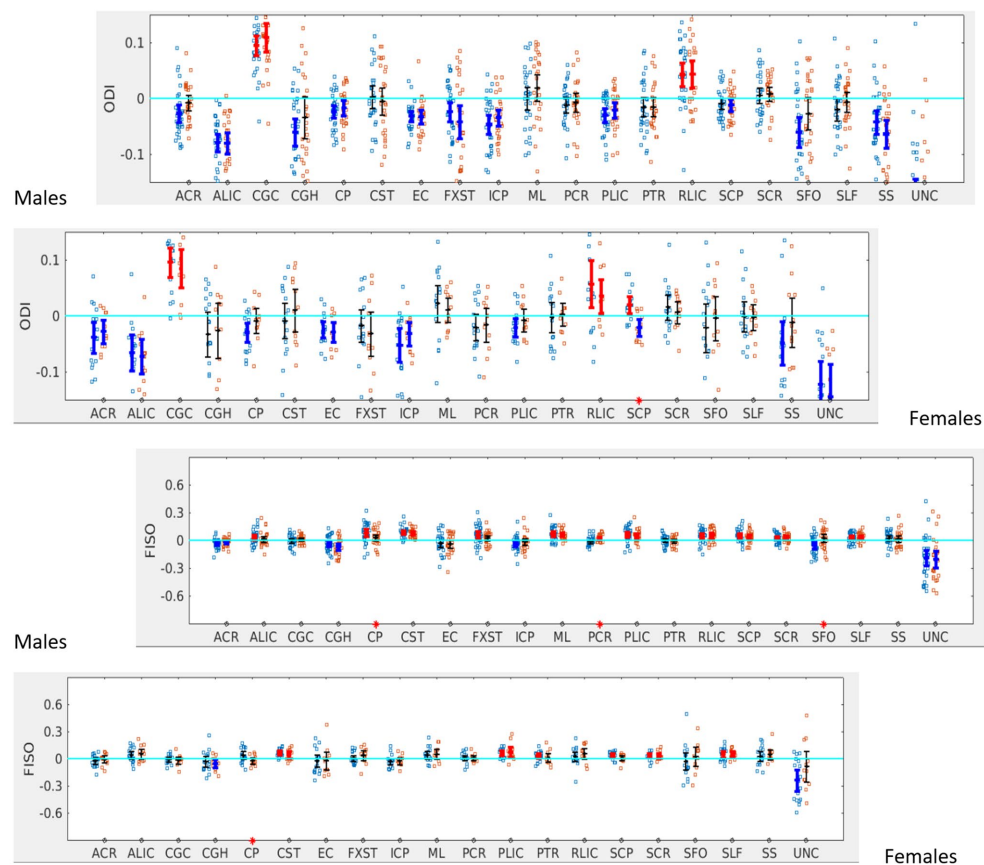 0.1
ODI
0
-0.1
ACR ALIC CGC CGH CP CST EC FXST ICP ML PCR PLIC PTR RLIC SCP SCR SFO SLF SS UNC
Males
0.1
ODI
0
-0.1
ACR ALIC CGC CGH CP CST EC FXST ICP ML PCR PLIC PTR RLIC SCP SCR SFO SLF SS UNC
Females
0.6
0.3
FISO
0
-0.3
-0.6
ACR ALIC CGC CGH CP CST EC FXST ICP ML PCR PLIC PTR RLIC SCP SCR SFO SLF SS UNC
Males
0.6
0.3
FISO
0
-0.3
-0.6
ACR ALIC CGC CGH CP CST EC FXST ICP ML PCR PLIC PTR RLIC SCP SCR SFO SLF SS UNC
Females